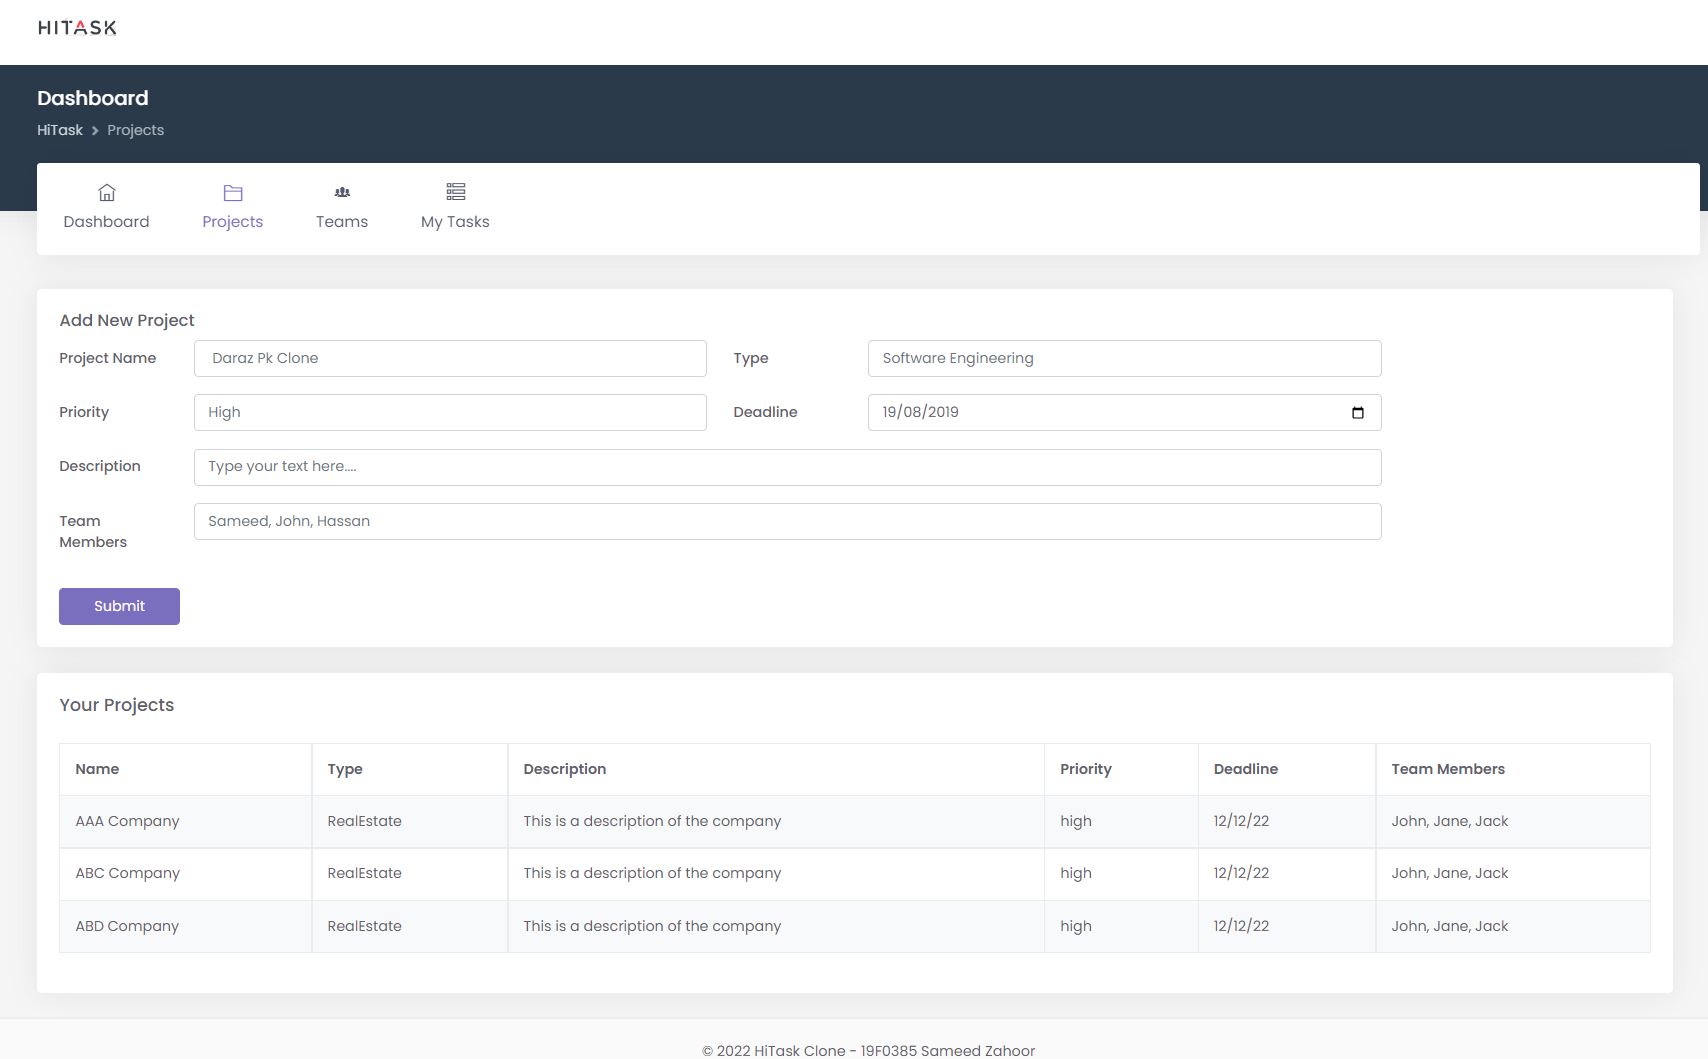 HITASK
Dashboard
HiTask > Projects
Dashboard Projects Teams My Tasks
Add New Project
Project Name Daraz Pk Clone Type Software Engineering
Priority High Deadline 19/08/2019
Description Type your text here....
Team Members Sameed, John, Hassan
Submit
Your Projects
Name Type Description Priority Deadline Team Members
AAA Company RealEstate This is a description of the company high 12/12/22 John, Jane, Jack
ABC Company RealEstate This is a description of the company high 12/12/22 John, Jane, Jack
ABD Company RealEstate This is a description of the company high 12/12/22 John, Jane, Jack
© 2022 HiTask Clone - 19F0385 Sameed Zahoor